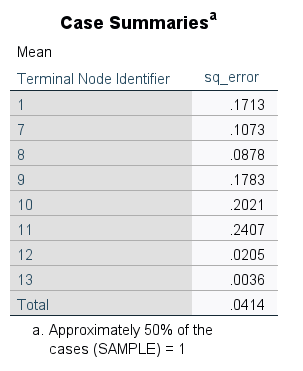 Case Summariesa
Mean
Terminal Node Identifier sq_error
1 .1713
7 .1073
8 .0878
9 .1783
10 .2021
11 .2407
12 .0205
13 .0036
Total .0414
a. Approximately 50% of the
cases (SAMPLE) = 1